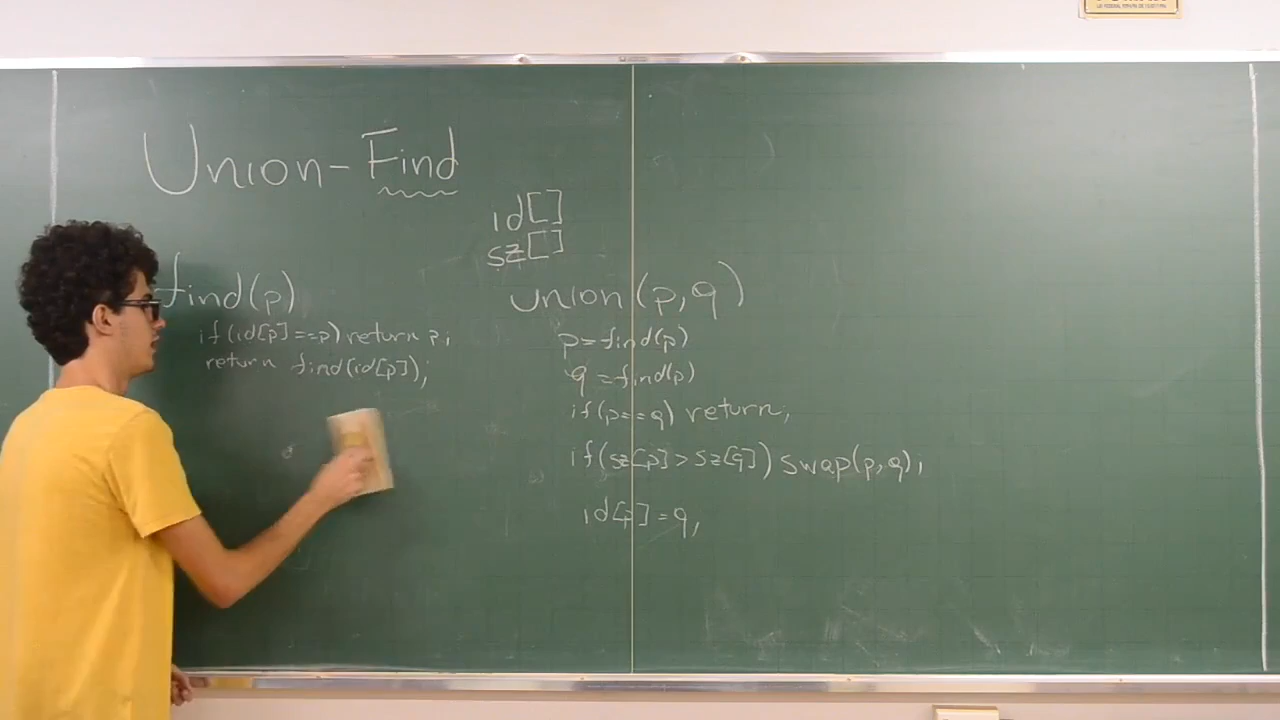 Union-Find
id[]
sz[]
find(p)
if(id[p]==p) return p;
return find(id[p]);
union(p,q)
p=find(p)
q=find(p)
if(p==q) return;
if(sz[p]>sz[q]) swap(p,q);
id[p]=q;